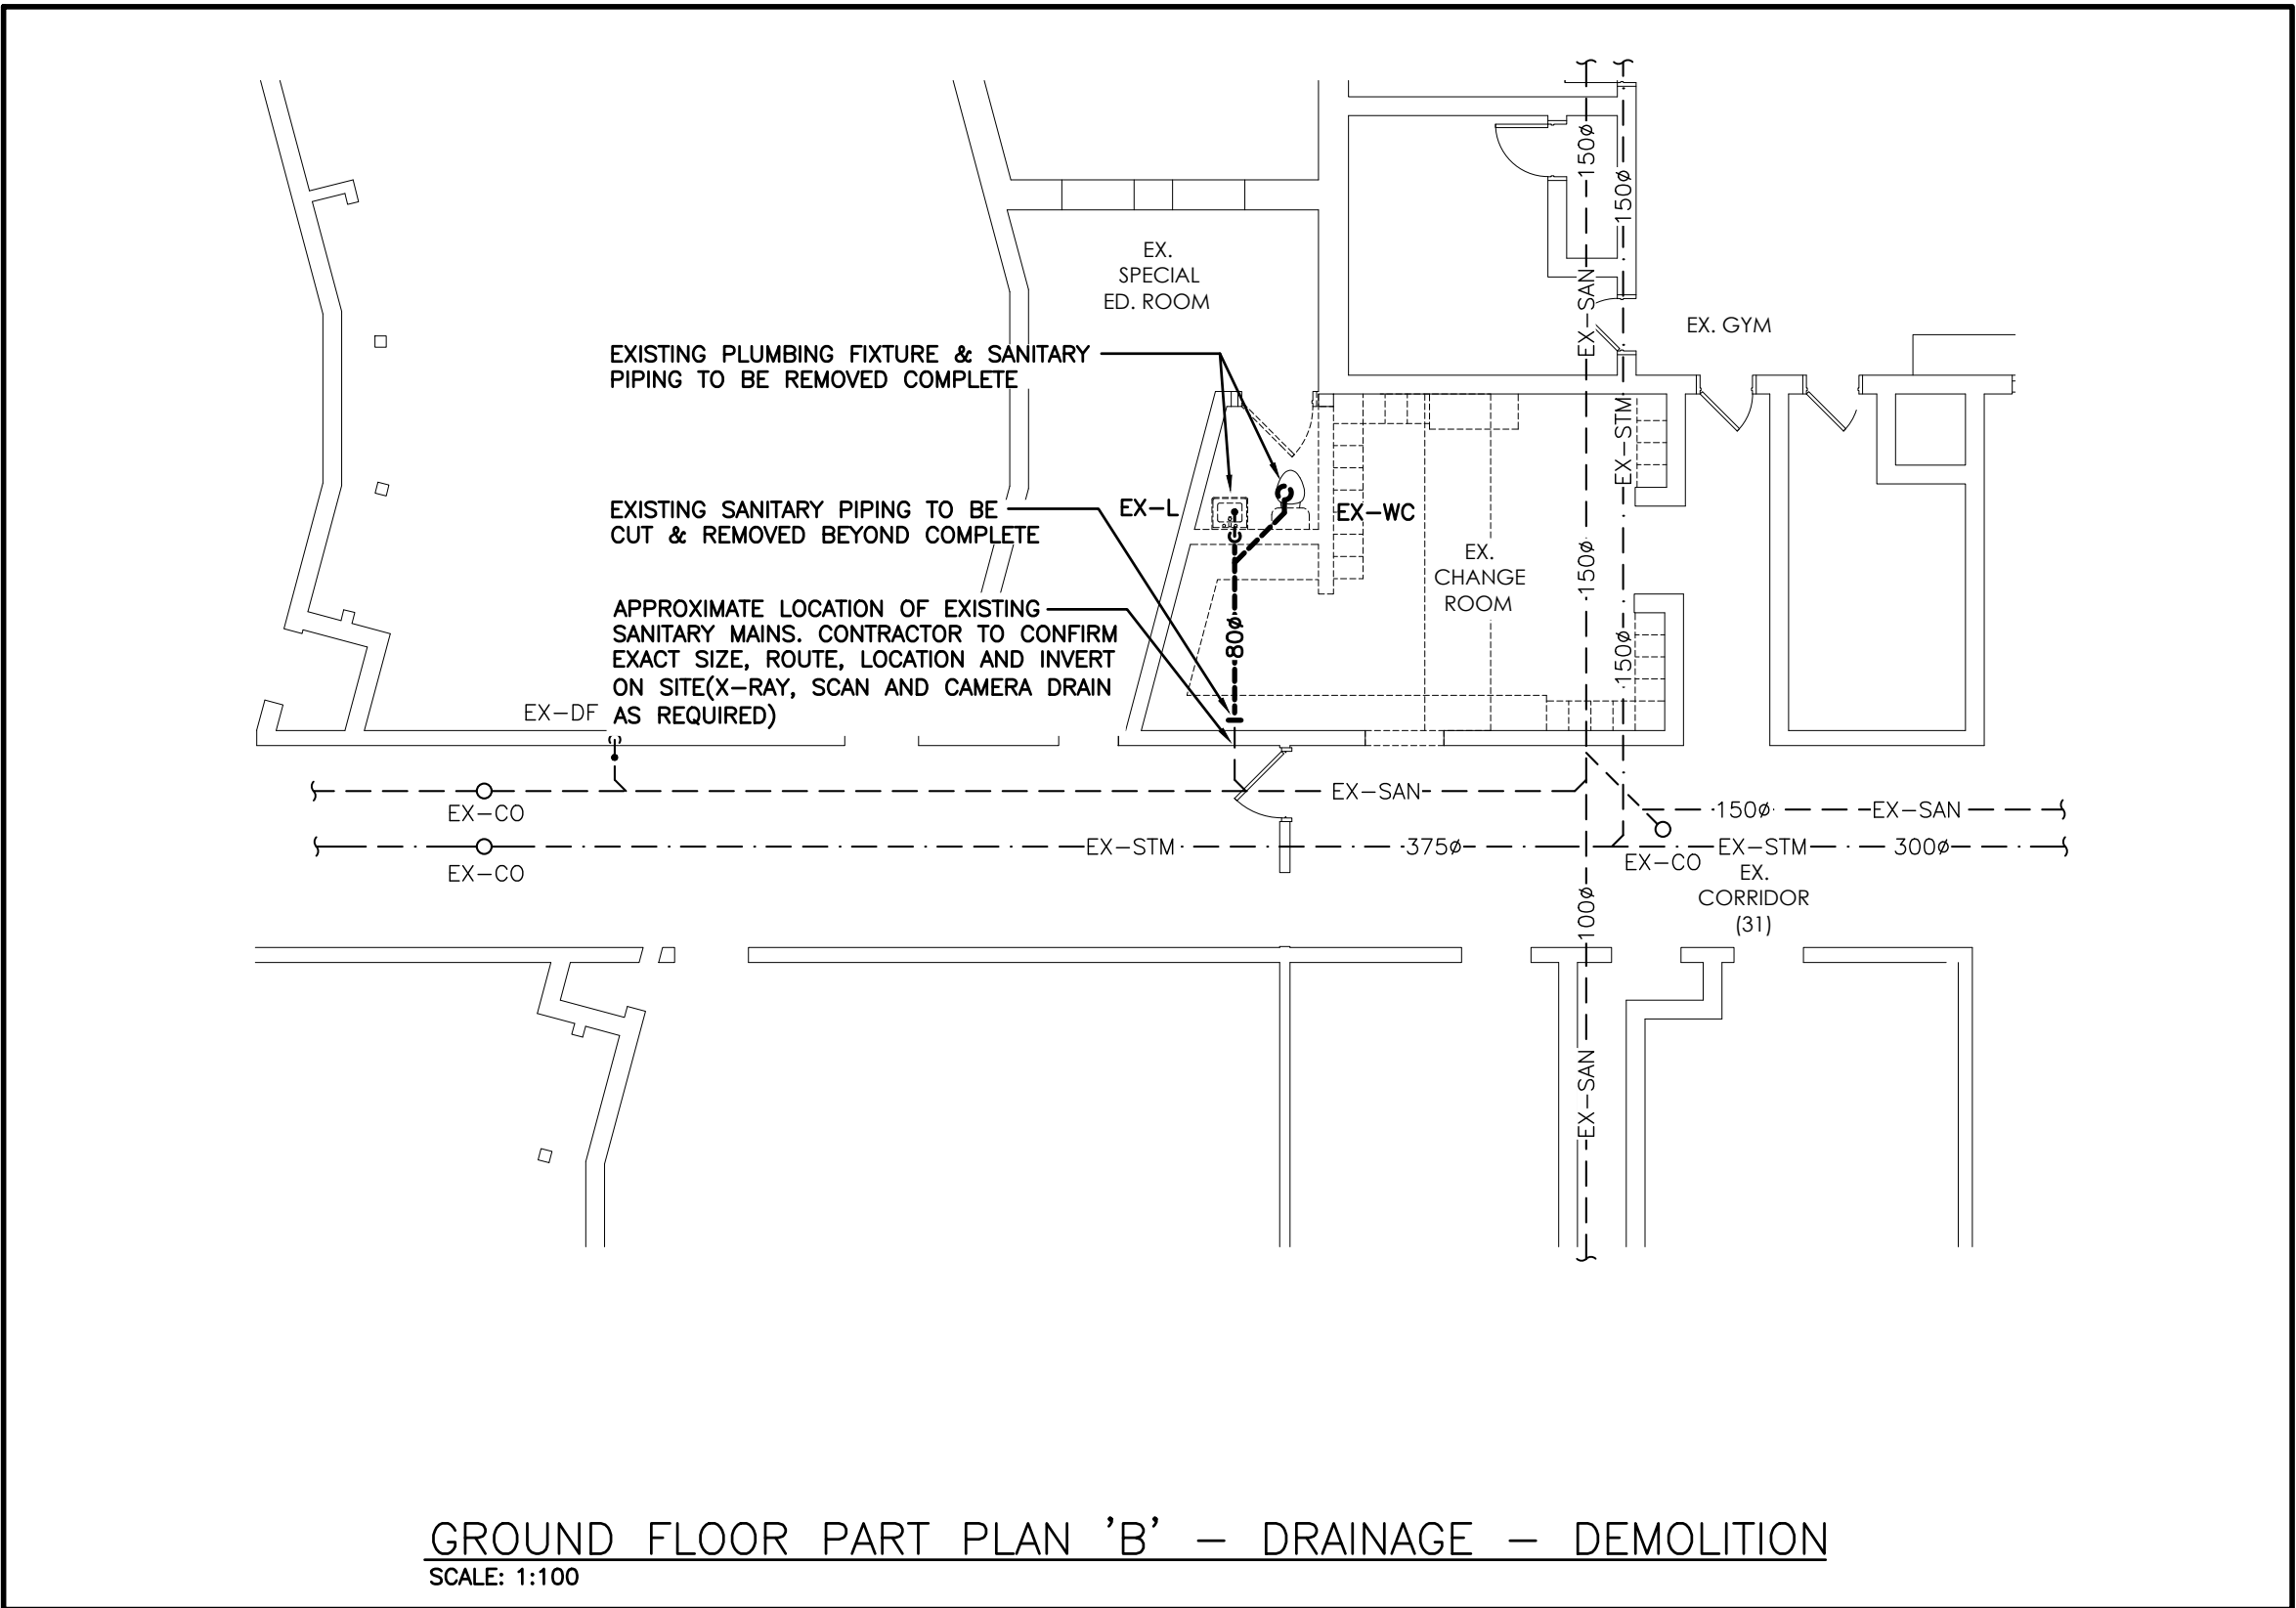 150ø
150ø
EX.
SPECIAL
ED. ROOM
EX-SAN
EX. GYM
EXISTING PLUMBING FIXTURE & SANITARY
PIPING TO BE REMOVED COMPLETE
EX-STM
EXISTING SANITARY PIPING TO BE
CUT & REMOVED BEYOND COMPLETE
EX-L
EX-WC
EX.
CHANGE
ROOM
150ø
APPROXIMATE LOCATION OF EXISTING
SANITARY MAINS. CONTRACTOR TO CONFIRM
EXACT SIZE, ROUTE, LOCATION AND INVERT
ON SITE(X-RAY, SCAN AND CAMERA DRAIN
AS REQUIRED)
80ø
150ø
EX-DF
EX-SAN
EX-CO
150ø
EX-SAN
EX-STM
375ø
EX-STM
300ø
EX-CO
EX-CO
EX.
CORRIDOR
(31)
100ø
EX-SAN
GROUND FLOOR PART PLAN 'B' - DRAINAGE - DEMOLITION
SCALE: 1:100